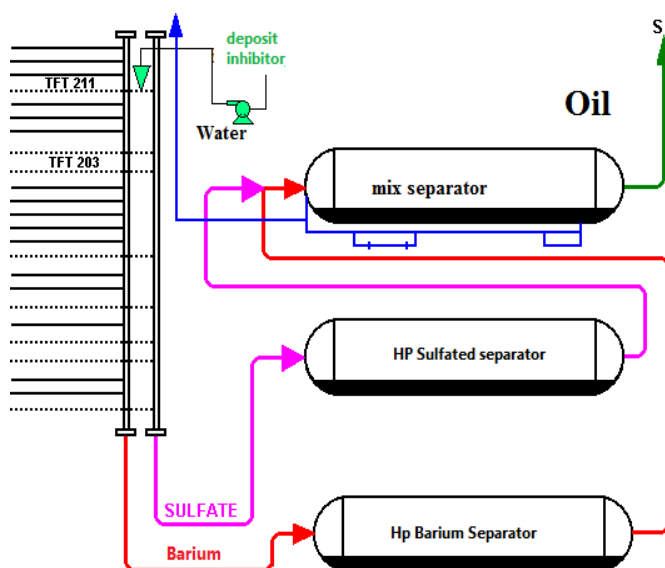 deposit
inhibitor
S
TFT 211
Water
Oil
TFT 203
mix separator
HP Sulfated separator
SULFATE
Hp Barium Separator
Barium